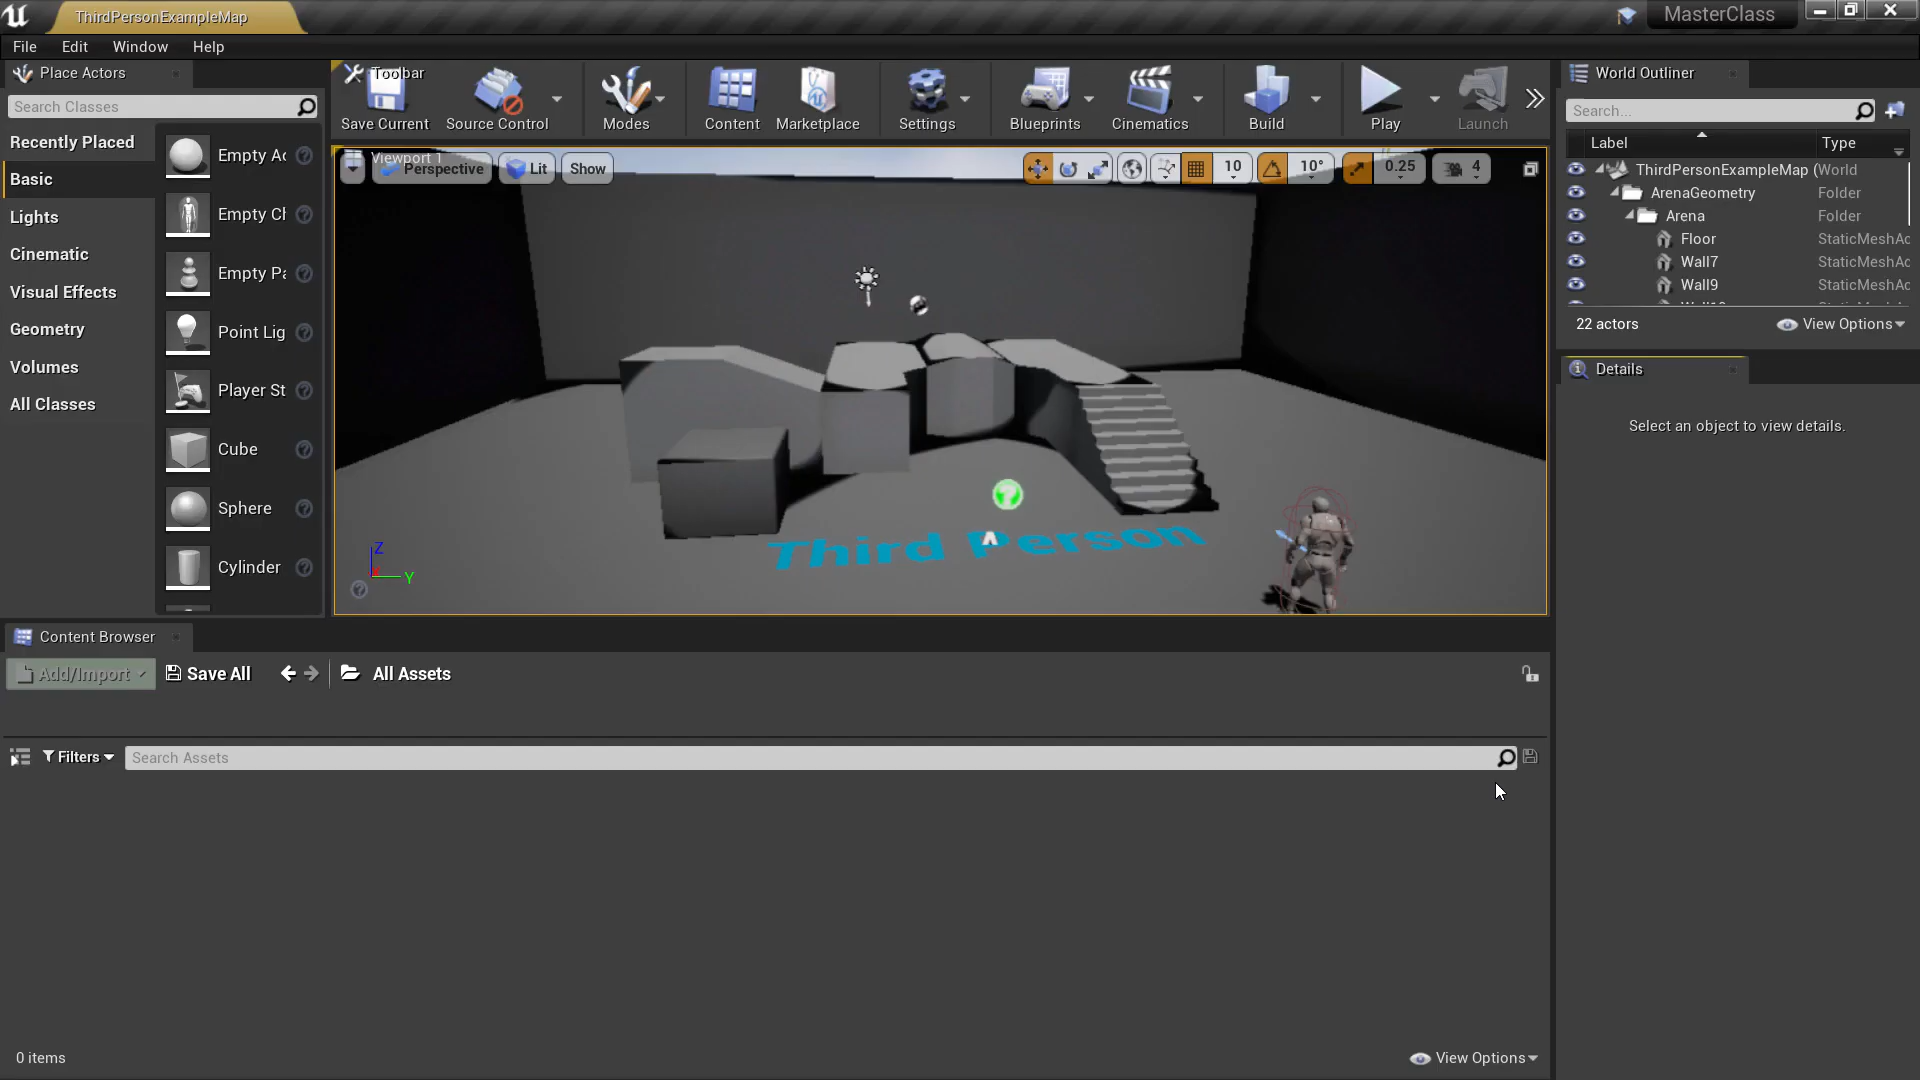 ThirdPersonExampleMap
MasterClass
File Edit Window Help
Place Actors
Search Classes
Recently Placed
Basic
Lights
Cinematic
Visual Effects
Geometry
Volumes
All Classes
Empty Ac
Empty Ch
Empty Pa
Point Lig
Player St
Cube
Sphere
Cylinder
Toolbar
Save Current
Source Control
Modes
Content
Marketplace
Settings
Blueprints
Cinematics
Build
Play
Launch
Viewport 1
Perspective
Lit
Show
10
10°
0.25
4
Third Person
Z
Y
World Outliner
Search...
Label Type
ThirdPersonExampleMap (World
ArenaGeometry Folder
Arena Folder
Floor StaticMeshAc
Wall7 StaticMeshAc
Wall9 StaticMeshAc
22 actors
View Options
Details
Select an object to view details.
Content Browser
Add/Import
Save All
All Assets
Filters
Search Assets
0 items
View Options